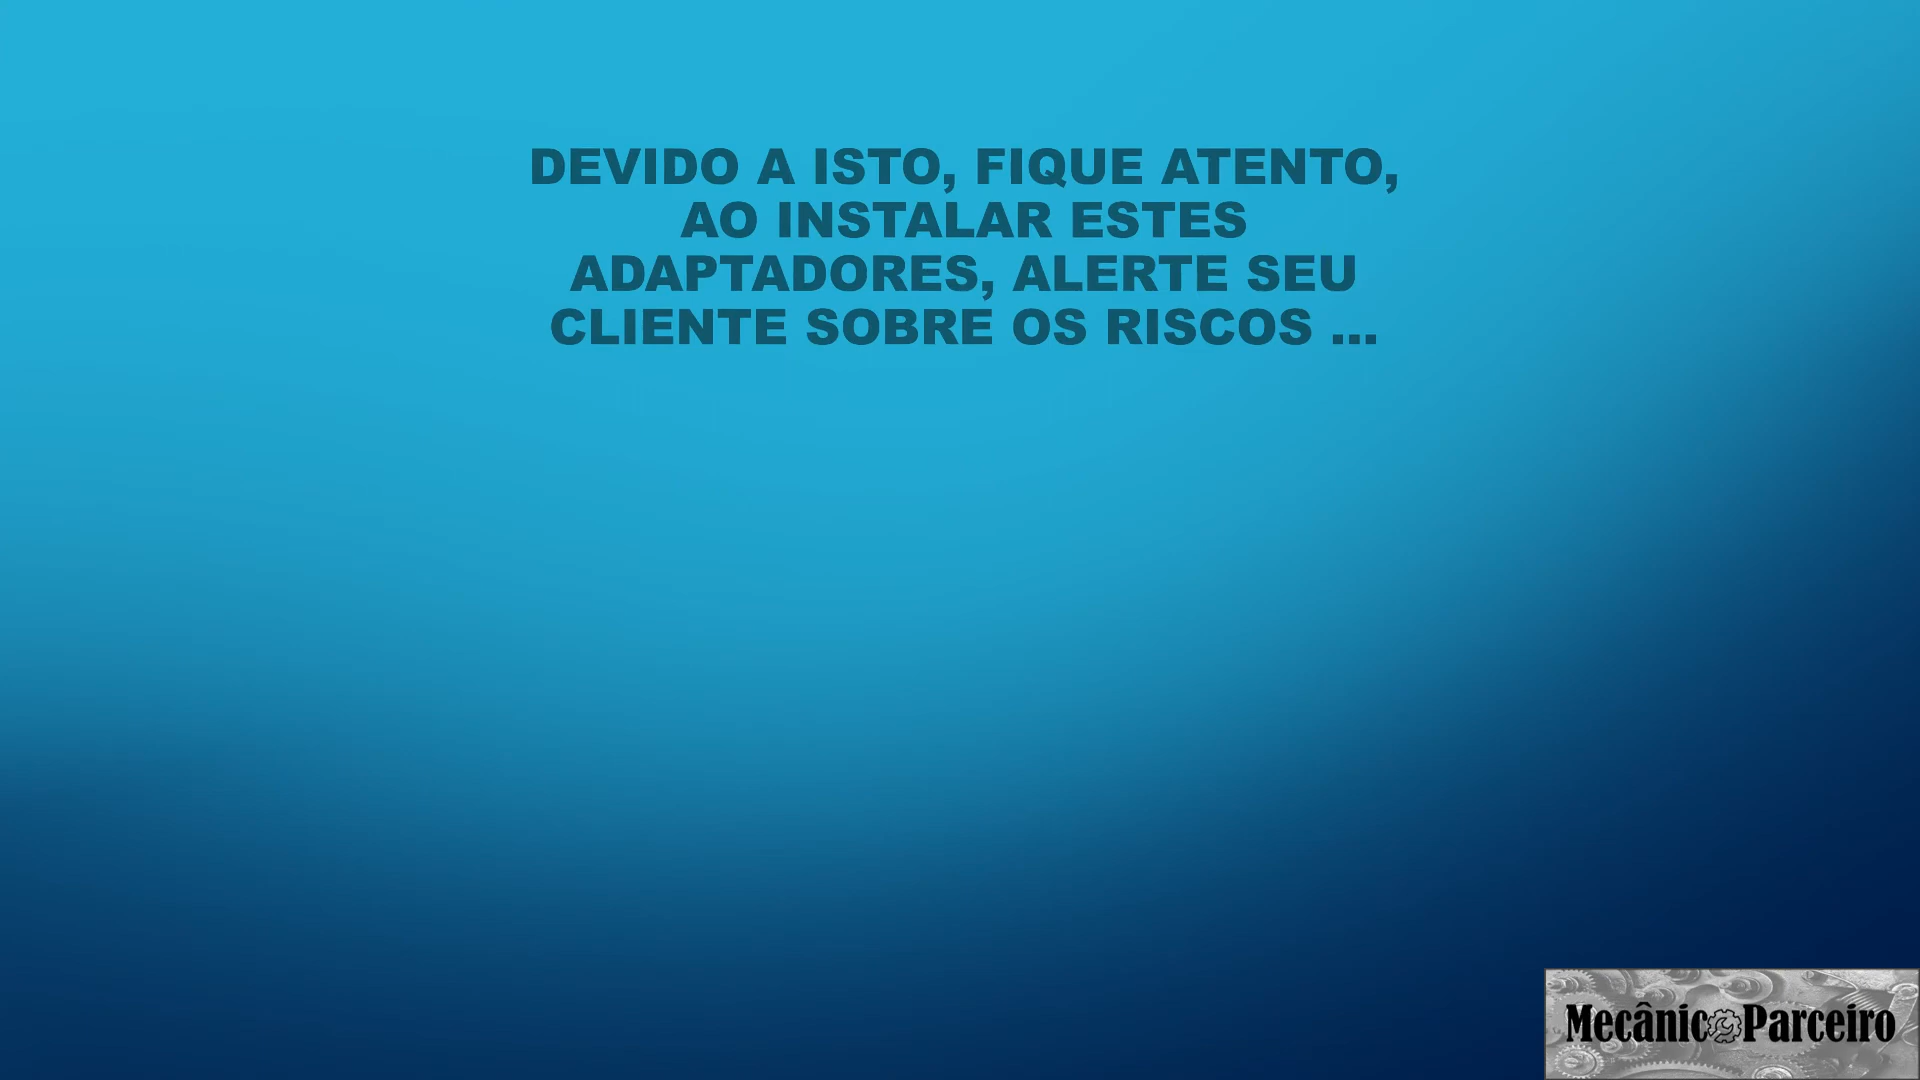 DEVIDO A ISTO, FIQUE ATENTO,
AO INSTALAR ESTES
ADAPTADORES, ALERTE SEU
CLIENTE SOBRE OS RISCOS ...
Mecânico Parceiro